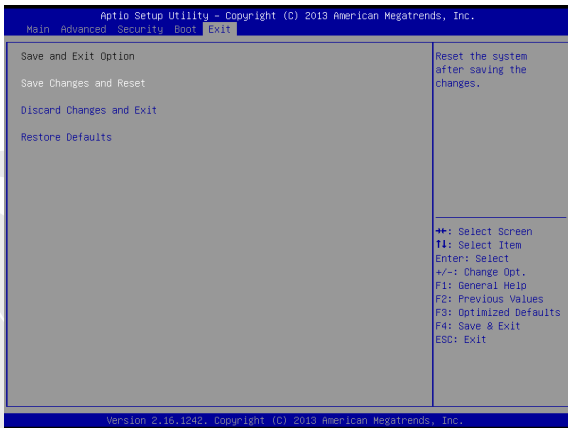 Aptio Setup Utility – Copyright (C) 2013 American Megatrends, Inc.
Main Advanced Security Boot Exit
Save and Exit Option
Save Changes and Reset
Discard Changes and Exit
Restore Defaults
Reset the system
after saving the
changes.
→←: Select Screen
↑↓: Select Item
Enter: Select
+/-: Change Opt.
F1: General Help
F2: Previous Values
F3: Optimized Defaults
F4: Save & Exit
ESC: Exit
Version 2.16.1242. Copyright (C) 2013 American Megatrends, Inc.